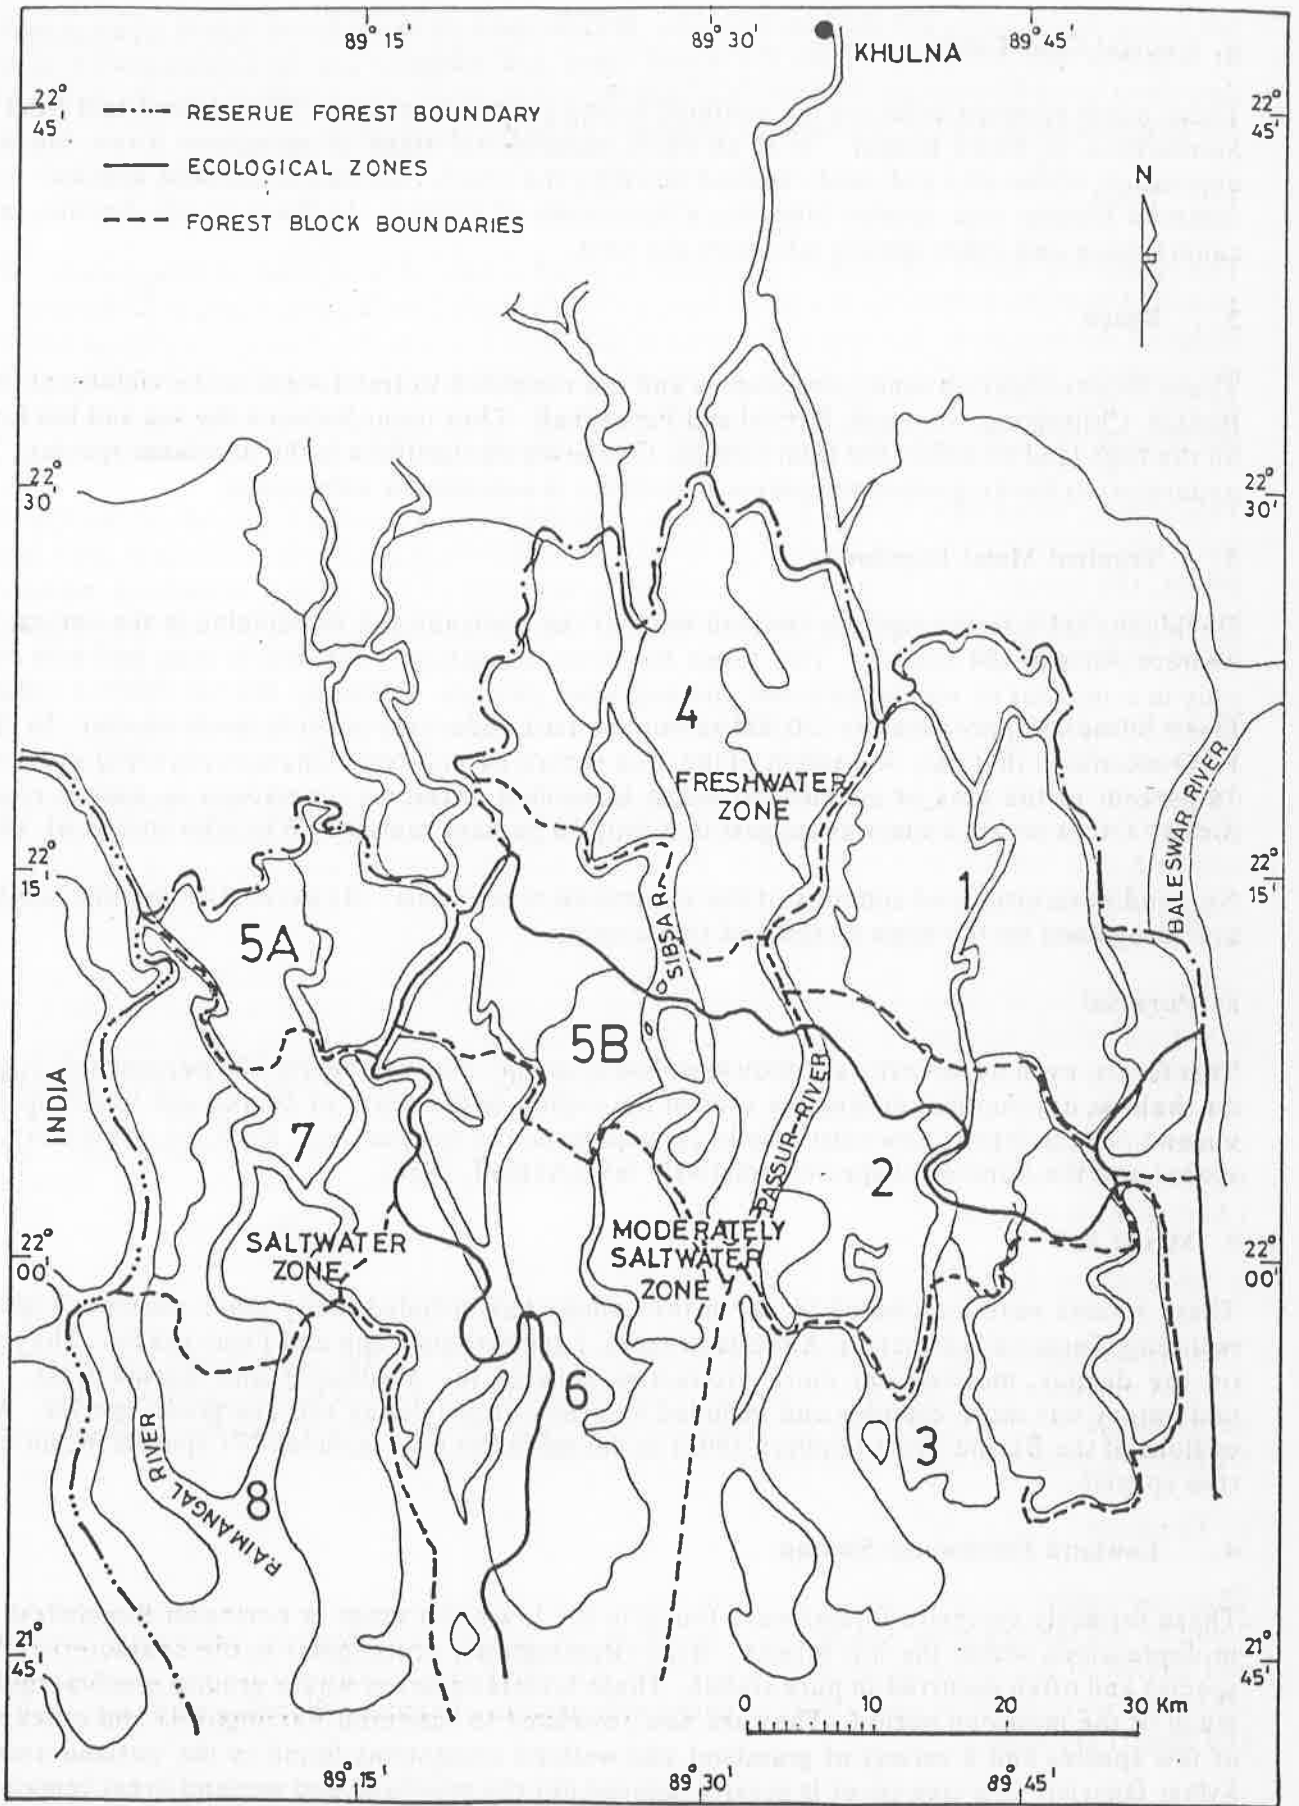 89° 15'
89° 30'
89° 45'
KHULNA
22° 45'
22° 45'
RESERUE FOREST BOUNDARY
ECOLOGICAL ZONES
FOREST BLOCK BOUNDARIES
N
22° 30'
22° 30'
4
FRESHWATER
ZONE
BALESWAR RIVER
22° 15'
22° 15'
1
5A
SIBSA R.
5B
INDIA
7
PASSUR-RIVER
2
SALTWATER
ZONE
MODERATELY
SALTWATER
ZONE
22° 00'
22° 00'
6
3
8
RAIMANGAL RIVER
21° 45'
21° 45'
0 10 30 Km
89° 15'
89° 30'
89° 45'